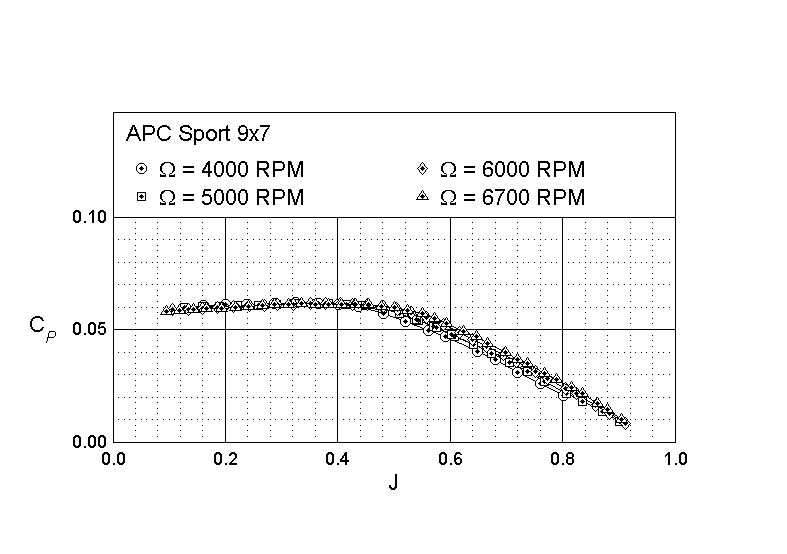 APC Sport 9x7
Ω = 4000 RPM
Ω = 6000 RPM
Ω = 5000 RPM
Ω = 6700 RPM
0.10
CP
0.05
0.00
0.0 0.2 0.4 0.6 0.8 1.0
J